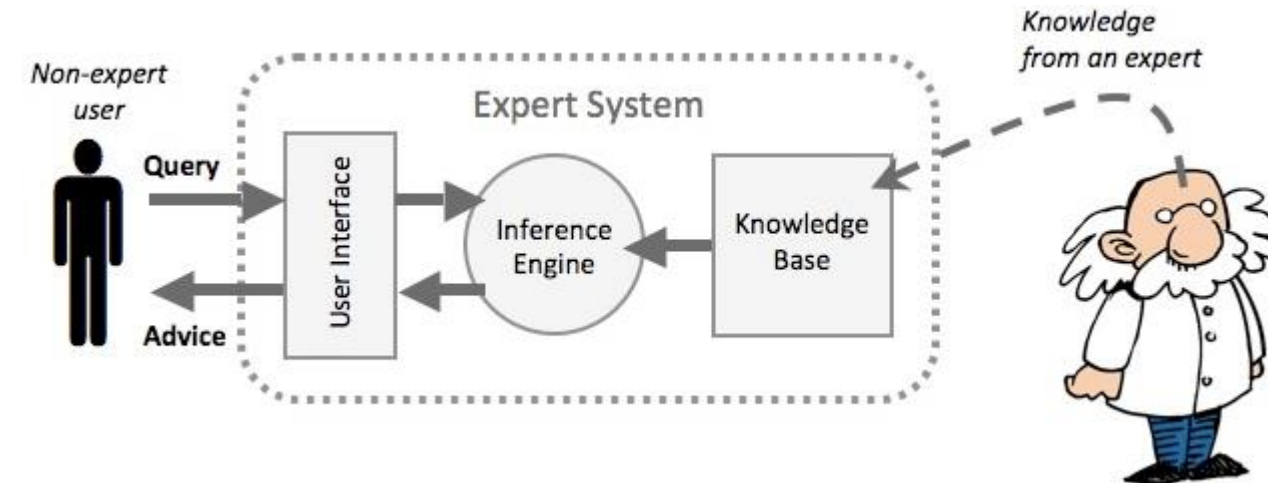 Knowledge
from an expert
Non-expert
user
Expert System
Query
User Interface
Inference
Engine
Knowledge
Base
Advice